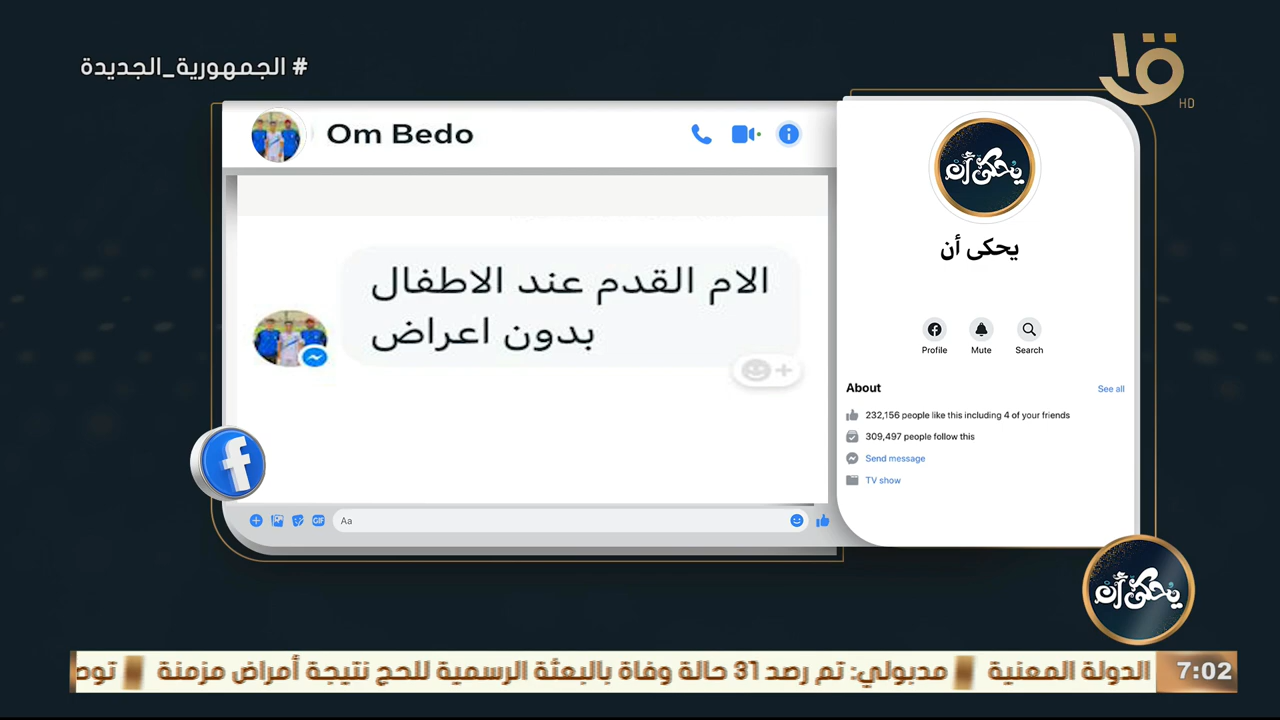 # الجمهورية_الجديدة
HD
Om Bedo
الام القدم عند الاطفال
بدون اعراض
Aa
GIF
يحكى أن
يحكى أن
Profile
Mute
Search
About
See all
232,156 people like this including 4 of your friends
309,497 people follow this
Send message
TV show
يحكى أن
الدولة المعنية
مدبولي: تم رصد 31 حالة وفاة بالبعثة الرسمية للحج نتيجة أمراض مزمنة
7:02